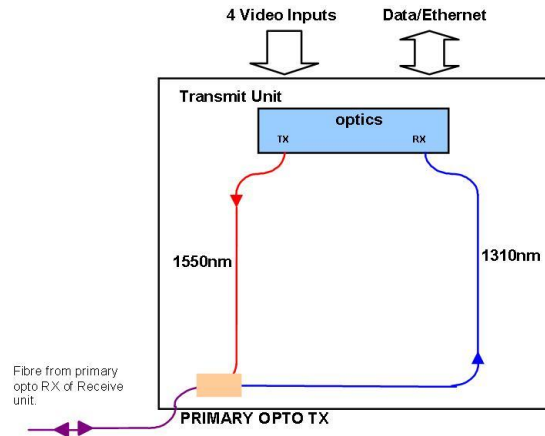 4 Video Inputs
Data/Ethernet
Transmit Unit
optics
TX
RX
1550nm
1310nm
Fibre from primary
opto RX of Receive
unit.
PRIMARY OPTO TX